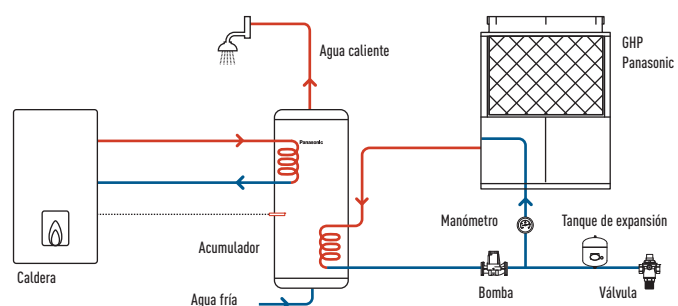 GHP
Panasonic
Agua caliente
Panasonic
Manómetro
Tanque de expansión
Acumulador
Caldera
Agua fría
Bomba
Válvula